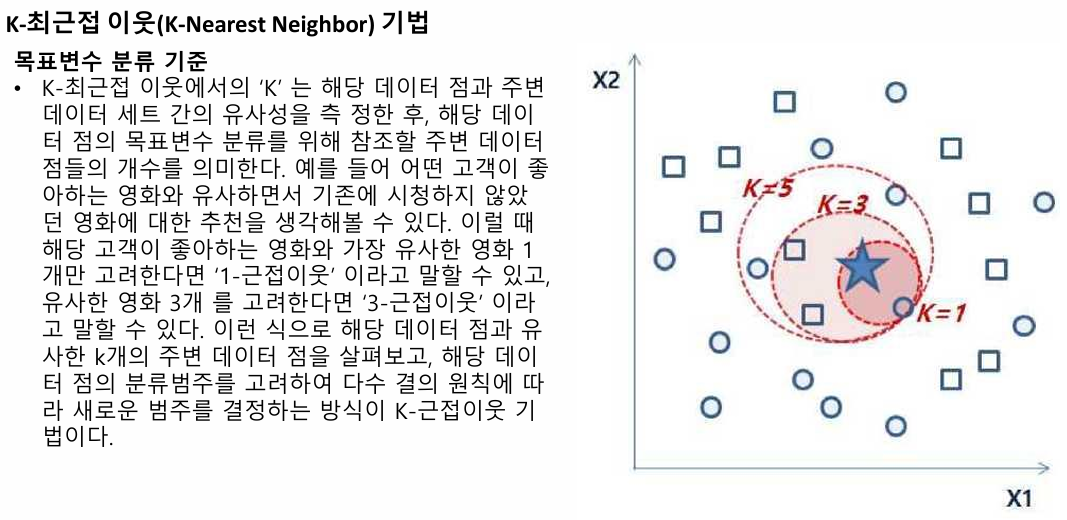 K-최근접 이웃(K-Nearest Neighbor) 기법
목표변수 분류 기준
• K-최근접 이웃에서의 ‘K’ 는 해당 데이터 점과 주변
데이터 세트 간의 유사성을 측 정한 후, 해당 데이
터 점의 목표변수 분류를 위해 참조할 주변 데이터
점들의 개수를 의미한다. 예를 들어 어떤 고객이 좋
아하는 영화와 유사하면서 기존에 시청하지 않았
던 영화에 대한 추천을 생각해볼 수 있다. 이럴 때
해당 고객이 좋아하는 영화와 가장 유사한 영화 1
개만 고려한다면 ‘1-근접이웃’ 이라고 말할 수 있고,
유사한 영화 3개 를 고려한다면 ‘3-근접이웃’ 이라
고 말할 수 있다. 이런 식으로 해당 데이터 점과 유
사한 k개의 주변 데이터 점을 살펴보고, 해당 데이
터 점의 분류범주를 고려하여 다수 결의 원칙에 따
라 새로운 범주를 결정하는 방식이 K-근접이웃 기
법이다.
X2
K=5
K=3
K=1
X1